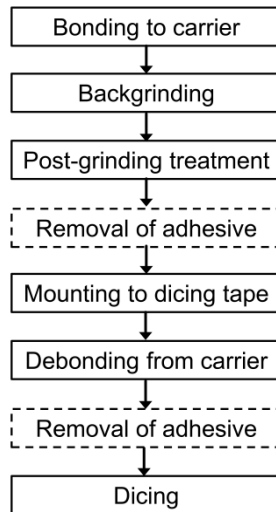 Bonding to carrier
Backgrinding
Post-grinding treatment
Removal of adhesive
Mounting to dicing tape
Debonding from carrier
Removal of adhesive
Dicing